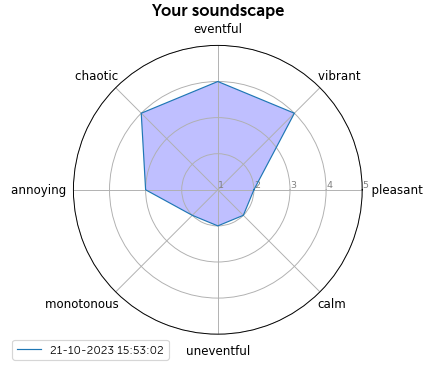 Your soundscape
eventful
chaotic
vibrant
annoying
1 2 3 4 5
pleasant
monotonous
calm
uneventful
21-10-2023 15:53:02